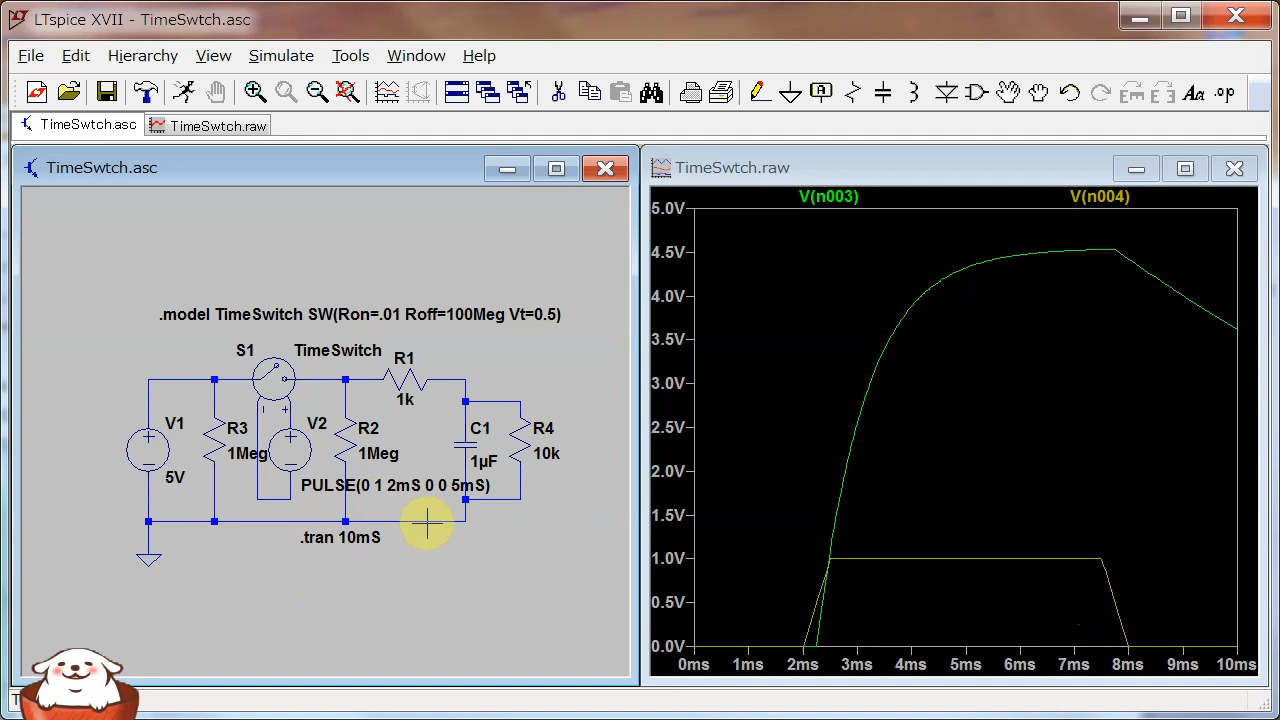 LTspice XVII - TimeSwtch.asc
File Edit Hierarchy View Simulate Tools Window Help
Aa .op
TimeSwtch.asc TimeSwtch.raw
TimeSwtch.asc
.model TimeSwitch SW(Ron=.01 Roff=100Meg Vt=0.5)
S1 TimeSwitch R1
1k
V1 R3 V2 R2 C1 R4
1Meg 1Meg 1µF 10k
5V PULSE(0 1 2mS 0 0 5mS)
.tran 10mS
TimeSwtch.raw
V(n003) V(n004)
5.0V
4.5V
4.0V
3.5V
3.0V
2.5V
2.0V
1.5V
1.0V
0.5V
0.0V
0ms 1ms 2ms 3ms 4ms 5ms 6ms 7ms 8ms 9ms 10ms